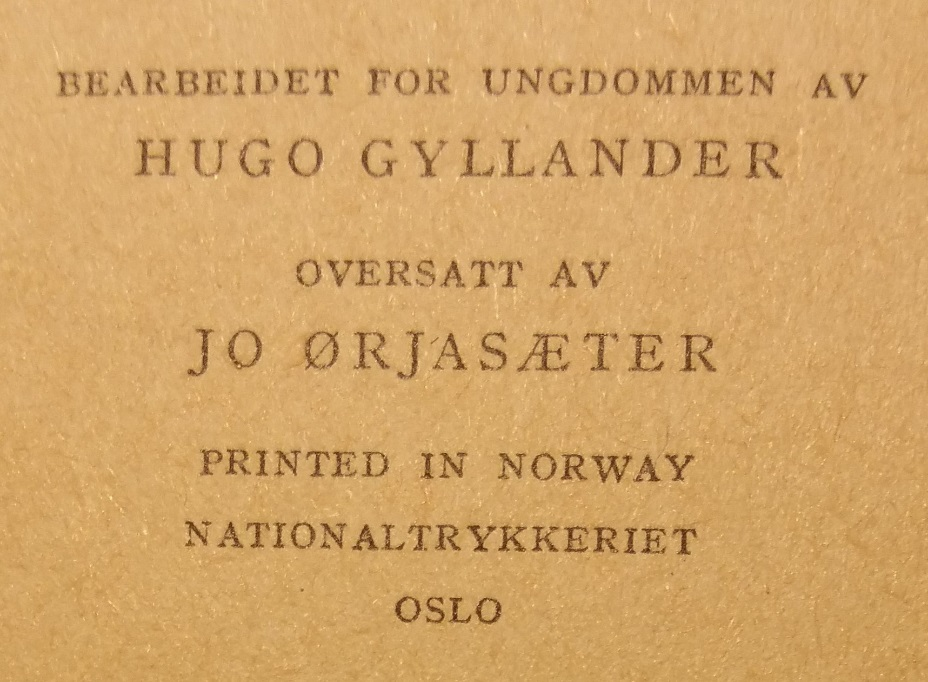 BEARBEIDET FOR UNGDOMMEN AV
HUGO GYLLANDER
OVERSATT AV
JO ØRJASÆTER
PRINTED IN NORWAY
NATIONALTRYKKERIET
OSLO